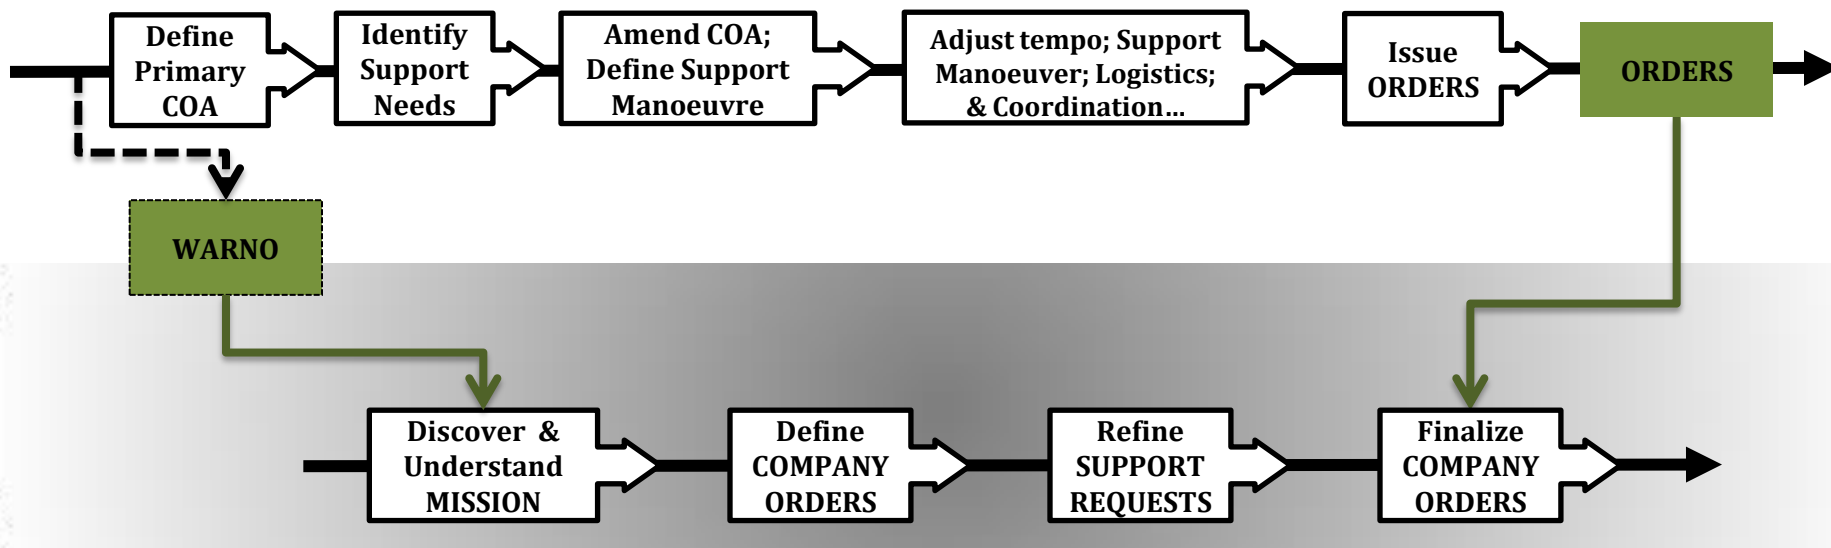 Define
Primary
COA
Identify
Support
Needs
Amend COA;
Define Support
Manoeuvre
Adjust tempo; Support
Manoeuver; Logistics;
& Coordination...
Issue
ORDERS
ORDERS
WARNO
Discover &
Understand
MISSION
Define
COMPANY
ORDERS
Refine
SUPPORT
REQUESTS
Finalize
COMPANY
ORDERS